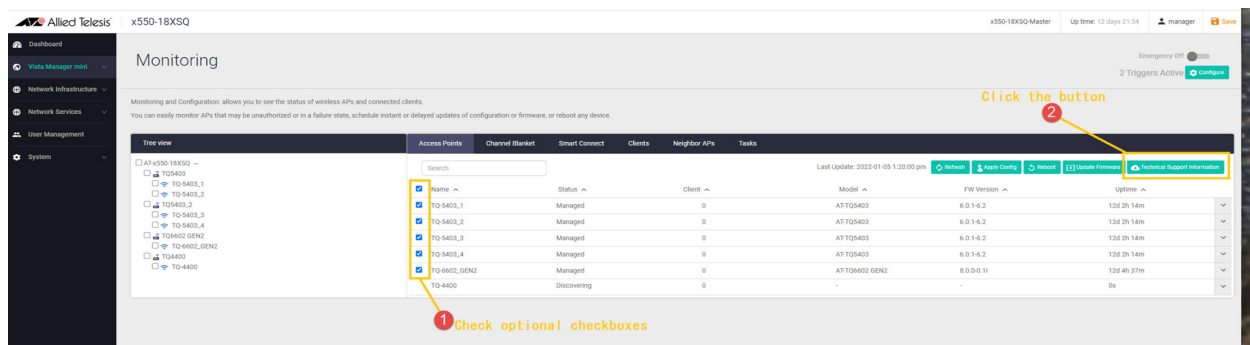 Allied Telesis
x550-18XSQ
x550-18XSQ-Master
Up time: 12 days 21:54
manager
Save
Dashboard
Vista Manager mini
Network Infrastructure
Network Services
User Management
System
Monitoring
Emergency Off
2 Triggers Active
Configure
Monitoring and Configuration: allows you to see the status of wireless APs and connected clients.
You can easily monitor APs that may be unauthorized or in a failure state, schedule instant or delayed updates of configuration or firmware, or reboot any device.
Click the button
2
Tree view
AT-x550-18XSQ
TQ5403
TQ-5403_1
TQ-5403_2
TQ5403_2
TQ-5403_3
TQ-5403_4
TQ6602 GEN2
TQ-6602_GEN2
TQ4400
TQ-4400
Access Points Channel Blanket Smart Connect Clients Neighbor APs Tasks
Search
Last Update: 2022-01-05 1:20:00 pm
Refresh
Apply Config
Reboot
Update Firmware
Technical Support Information
Name Status Client Model FW Version Uptime
TQ-5403_1 Managed 0 AT-TQ5403 6.0.1-6.2 12d 2h 14m
TQ-5403_2 Managed 0 AT-TQ5403 6.0.1-6.2 12d 2h 14m
TQ-5403_3 Managed 0 AT-TQ5403 6.0.1-6.2 12d 2h 14m
TQ-5403_4 Managed 0 AT-TQ5403 6.0.1-6.2 12d 2h 14m
TQ-6602_GEN2 Managed 0 AT-TQ6602 GEN2 8.0.0-0.1i 12d 4h 37m
TQ-4400 Discovering 0 - - 0s
1
Check optional checkboxes